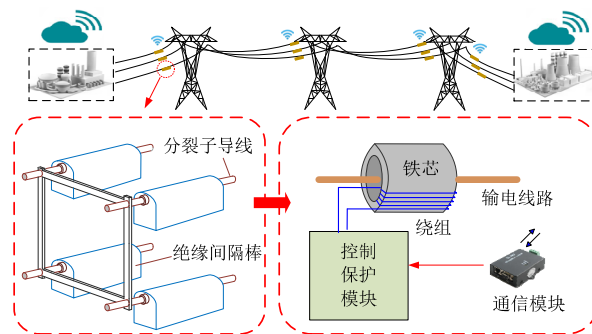 分裂子导线
绝缘间隔棒
铁芯
输电线路
绕组
控制
保护
模块
通信模块